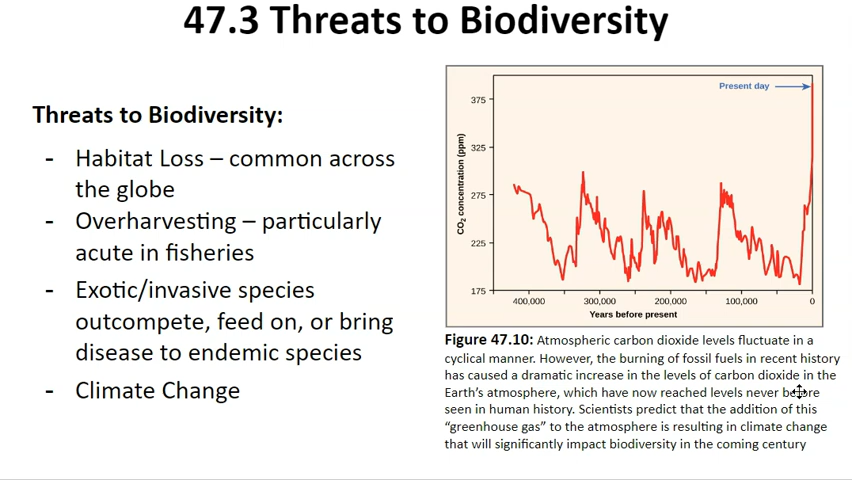 47.3 Threats to Biodiversity
Threats to Biodiversity:
- Habitat Loss – common across
the globe
- Overharvesting – particularly
acute in fisheries
- Exotic/invasive species
outcompete, feed on, or bring
disease to endemic species
- Climate Change
Present day
CO2 concentration (ppm)
375
325
275
225
175
400,000 300,000 200,000 100,000 0
Years before present
Figure 47.10: Atmospheric carbon dioxide levels fluctuate in a
cyclical manner. However, the burning of fossil fuels in recent history
has caused a dramatic increase in the levels of carbon dioxide in the
Earth's atmosphere, which have now reached levels never before
seen in human history. Scientists predict that the addition of this
“greenhouse gas” to the atmosphere is resulting in climate change
that will significantly impact biodiversity in the coming century